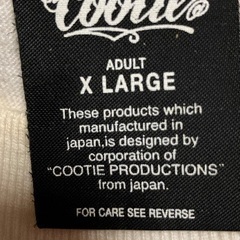 Cootie
ADULT
X LARGE
These products which
manufactured in
japan,is designed by
corporation of
"COOTIE PRODUCTIONS"
from japan.
FOR CARE SEE REVERSE